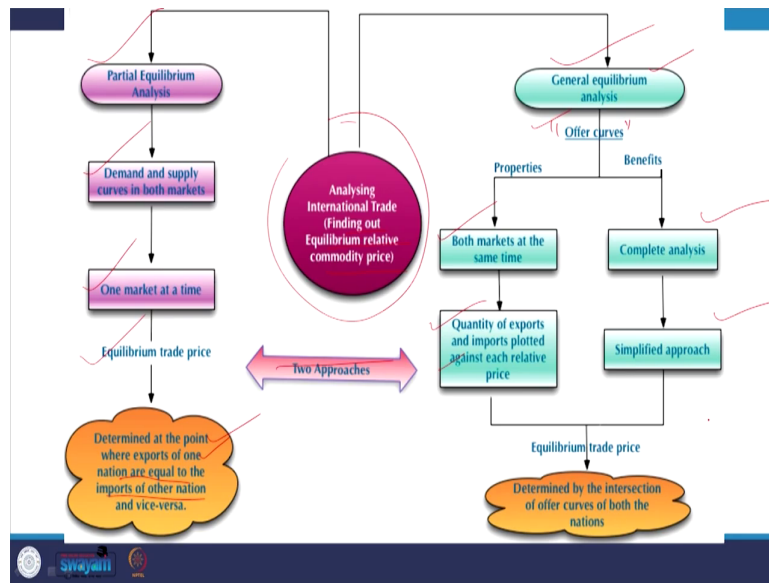 Partial Equilibrium
Analysis
Demand and supply
curves in both markets
One market at a time
Equilibrium trade price
Determined at the point
where exports of one
nation are equal to the
imports of other nation
and vice-versa.
Analysing
International Trade
(Finding out
Equilibrium relative
commodity price)
Two Approaches
General equilibrium
analysis
"Offer curves"
Properties
Benefits
Both markets at the
same time
Quantity of exports
and imports plotted
against each relative
price
Complete analysis
Simplified approach
Equilibrium trade price
Determined by the intersection
of offer curves of both the
nations
swayam
NPTEL